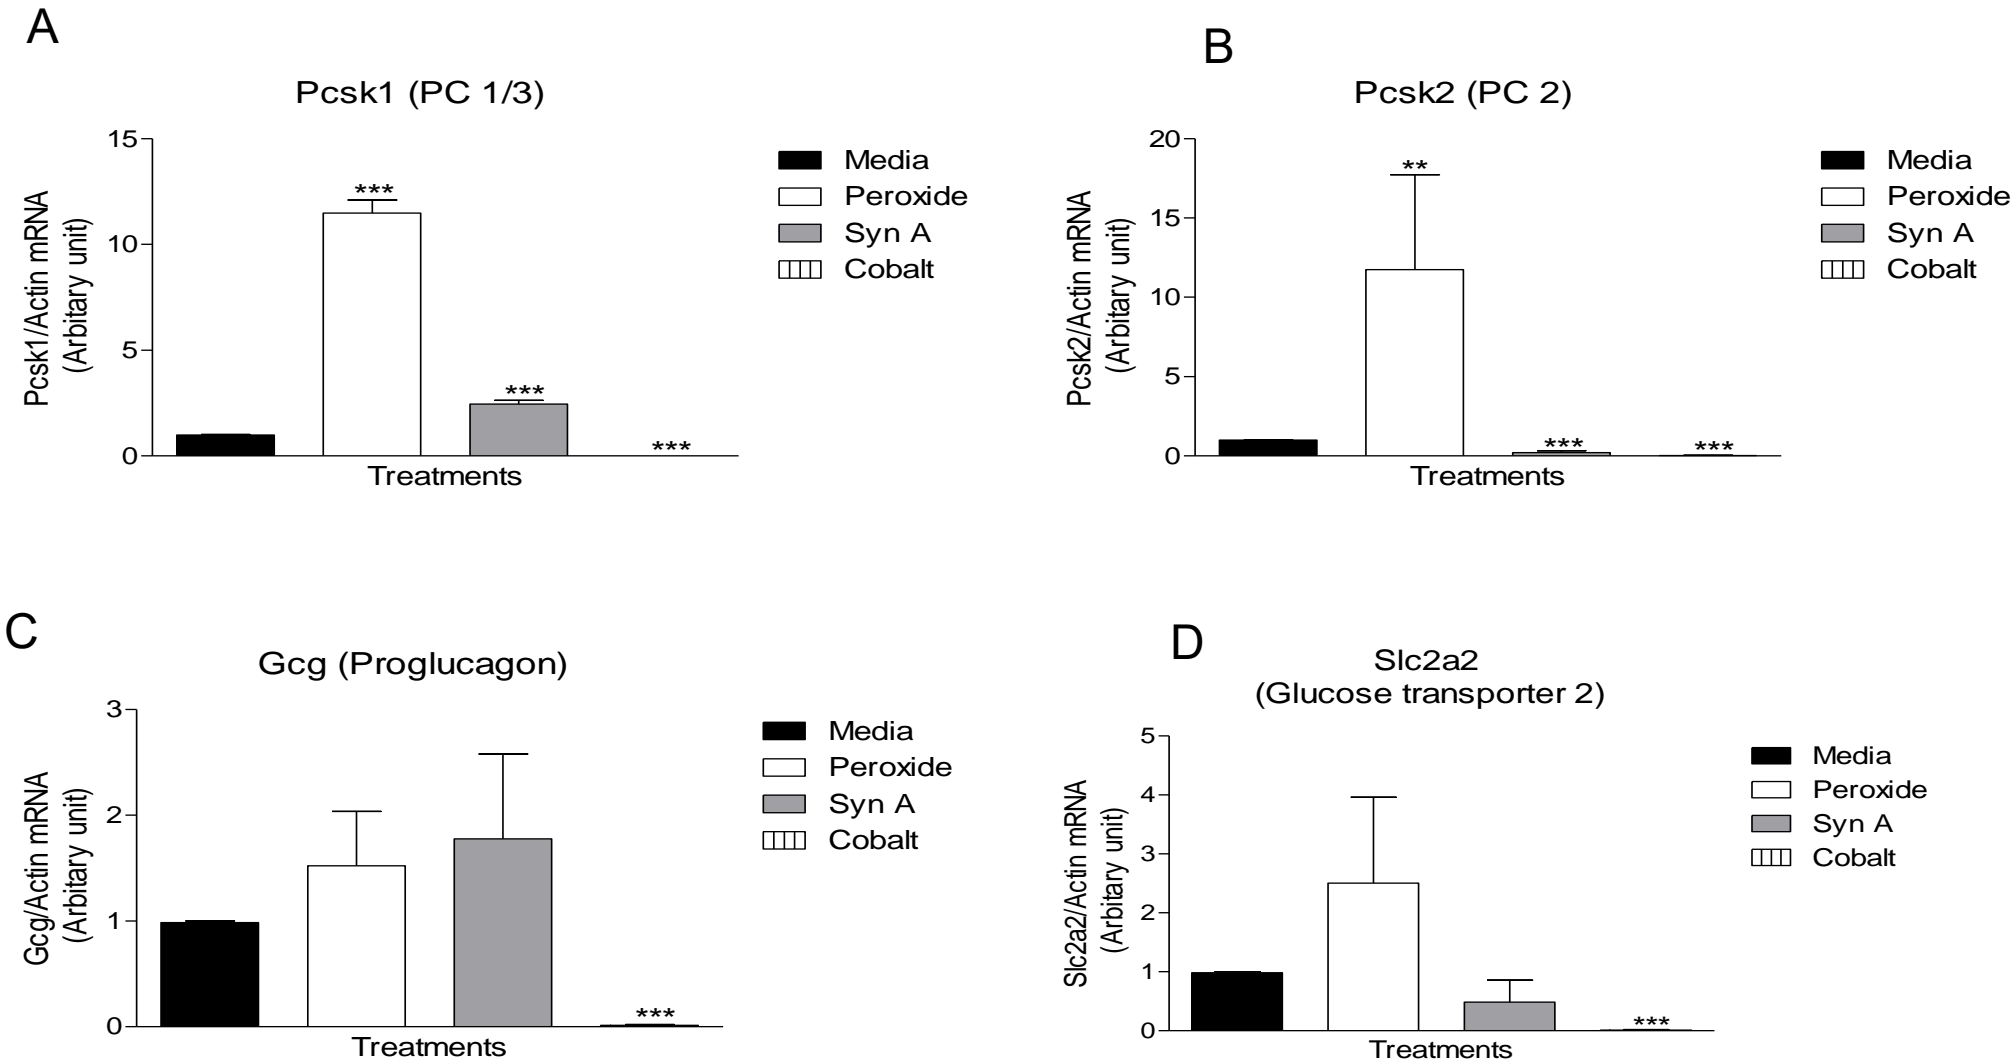 A
Pcsk1 (PC 1/3)
Pcsk1/Actin mRNA
(Arbitary unit)
15
10
5
0
***
***
***
Treatments
Media
Peroxide
Syn A
Cobalt
B
Pcsk2 (PC 2)
Pcsk2/Actin mRNA
(Arbitary unit)
20
15
10
5
0
**
***
***
Treatments
Media
Peroxide
Syn A
Cobalt
C
Gcg (Proglucagon)
Gcg/Actin mRNA
(Arbitary unit)
3
2
1
0
***
Treatments
Media
Peroxide
Syn A
Cobalt
D
Slc2a2
(Glucose transporter 2)
Slc2a2/Actin mRNA
(Arbitary unit)
5
4
3
2
1
0
***
Treatments
Media
Peroxide
Syn A
Cobalt